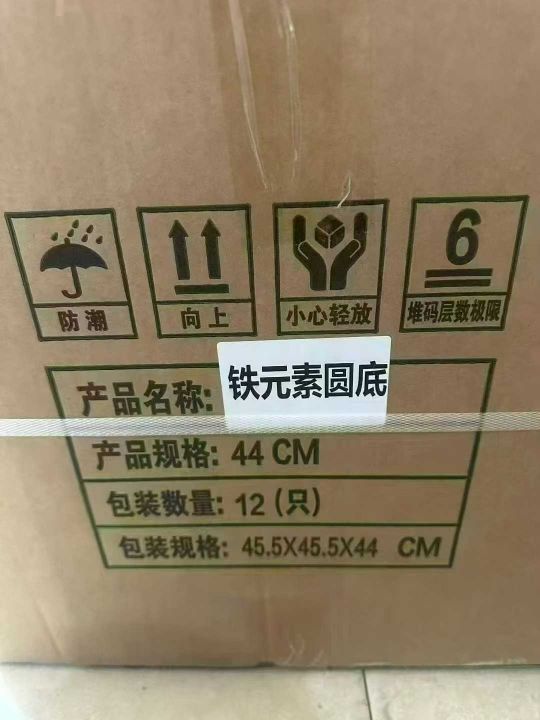 防潮
向上
小心轻放
6
堆码层数极限
产品名称: 铁元素圆底
产品规格: 44 CM
包装数量: 12 (只)
包装规格: 45.5X45.5X44 CM